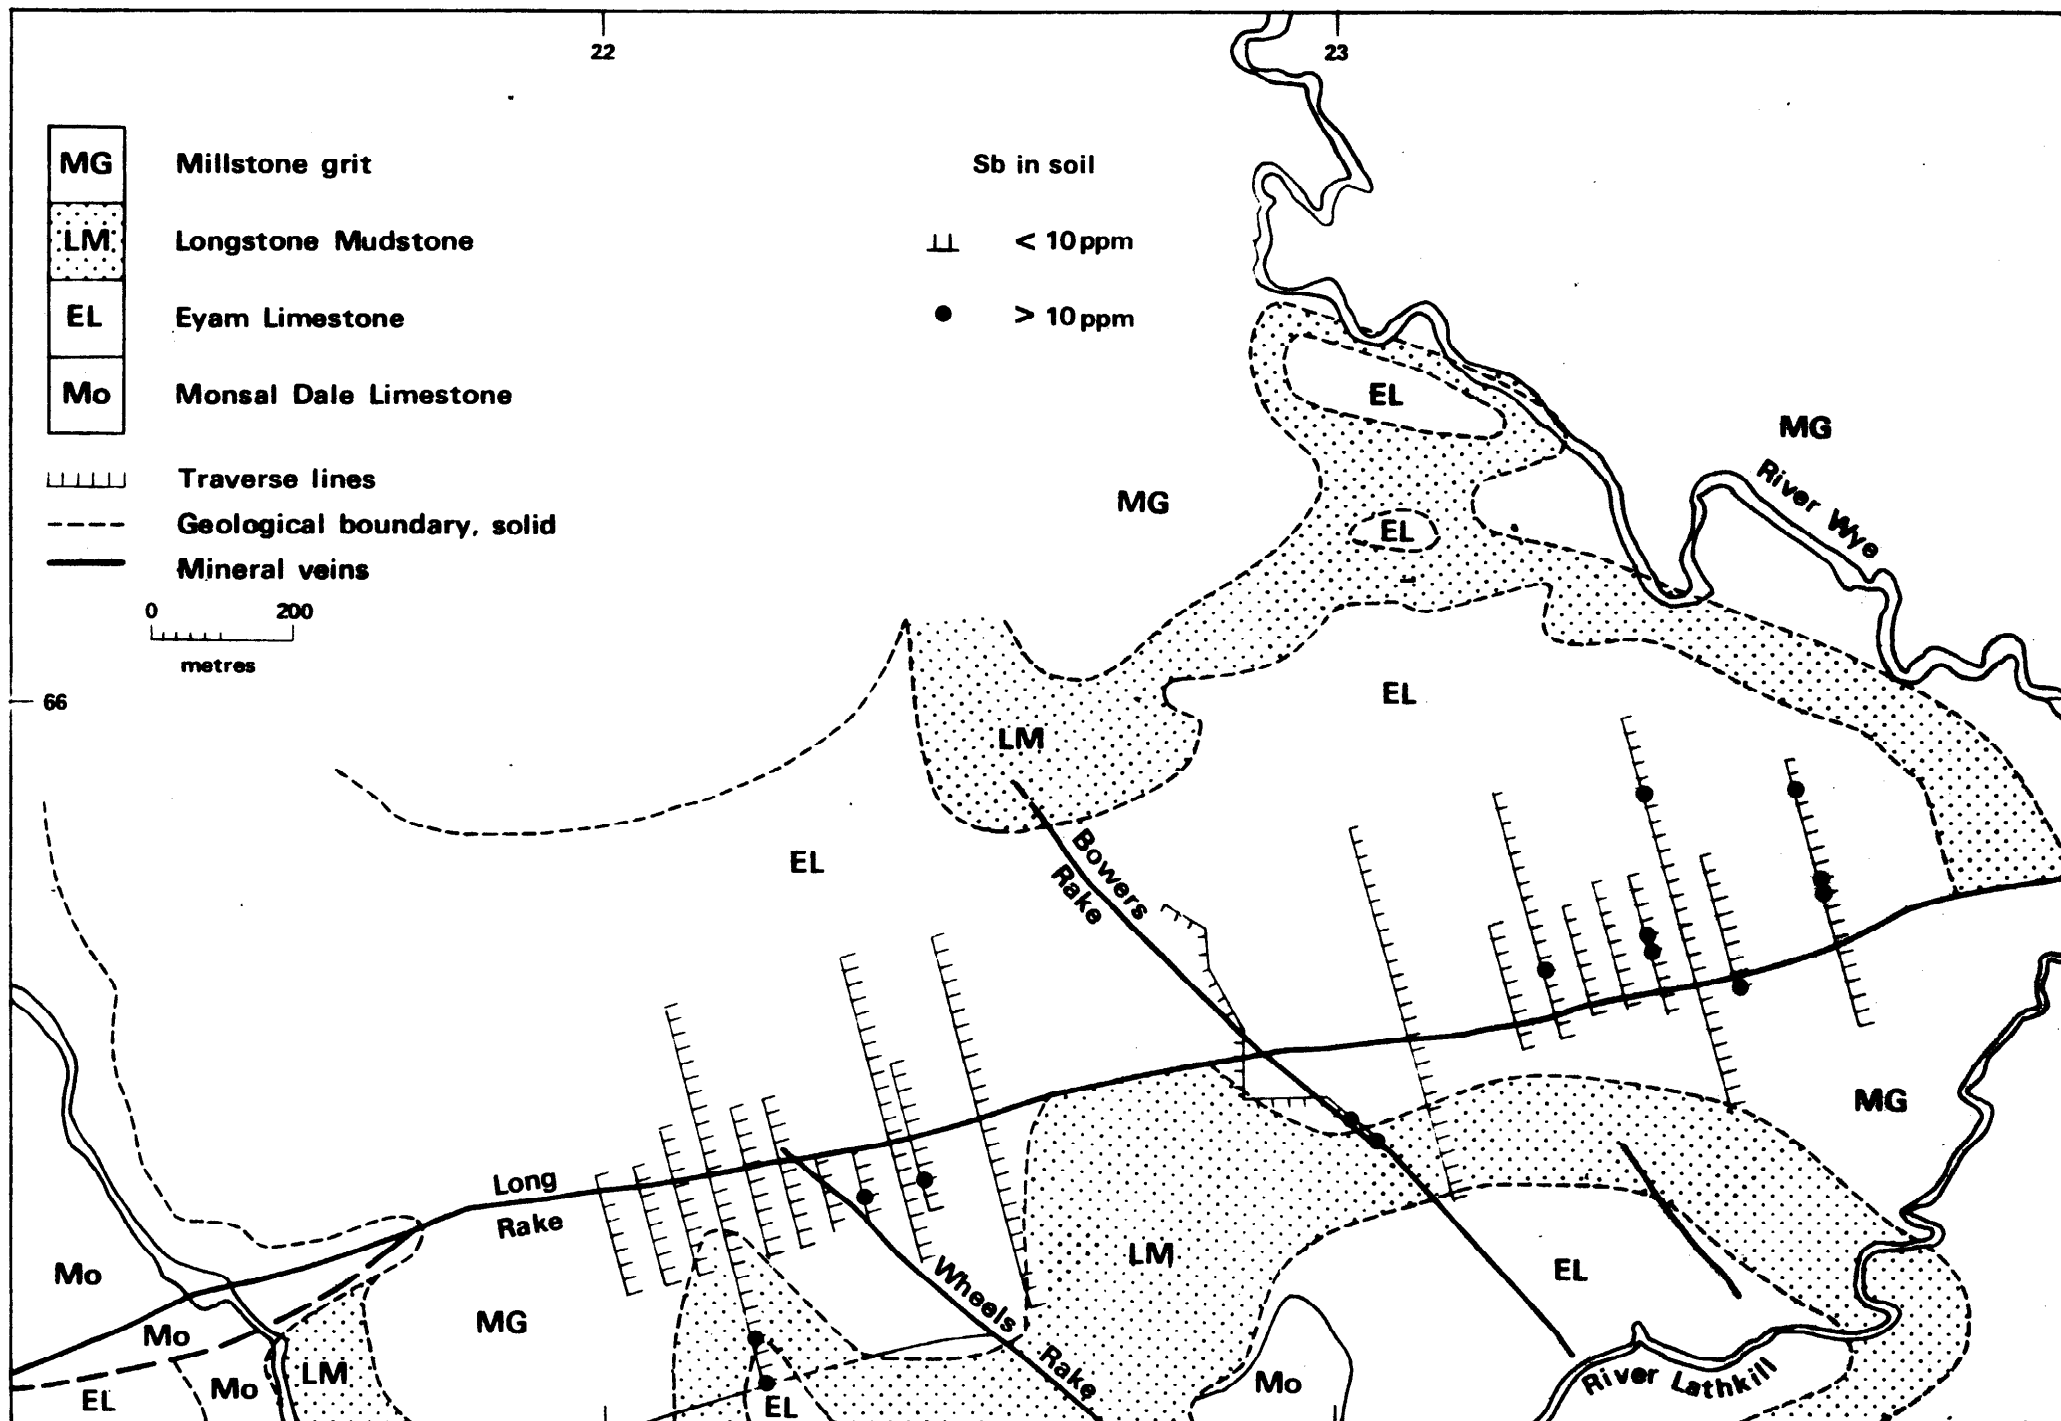 22
23
MG Millstone grit
LM Longstone Mudstone
EL Eyam Limestone
Mo Monsal Dale Limestone
Traverse lines
Geological boundary, solid
Mineral veins
0 200
metres
Sb in soil
< 10 ppm
> 10 ppm
EL
MG
MG
River Wye
EL
66
EL
LM
EL
Bowers
Rake
MG
Long
Rake
LM
EL
Mo
MG
Wheels
Rake
Mo
LM
Mo
EL
EL
Mo
River Lathkill